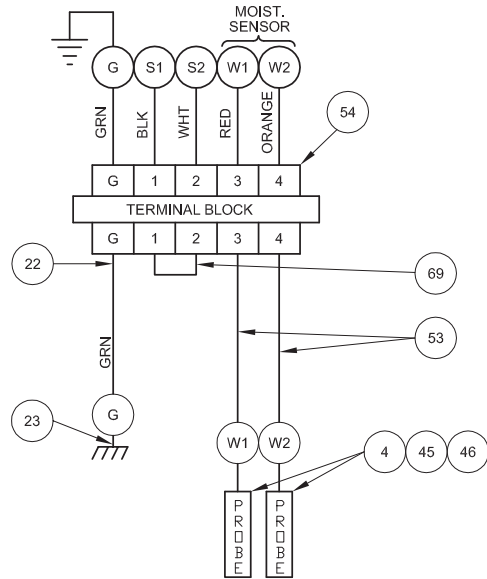 MOIST.
SENSOR
G S1 S2 W1 W2
GRN BLK WHT RED ORANGE
54
G 1 2 3 4
TERMINAL BLOCK
G 1 2 3 4
22
69
53
GRN
G
23
W1 W2
4 45 46
PROBE PROBE